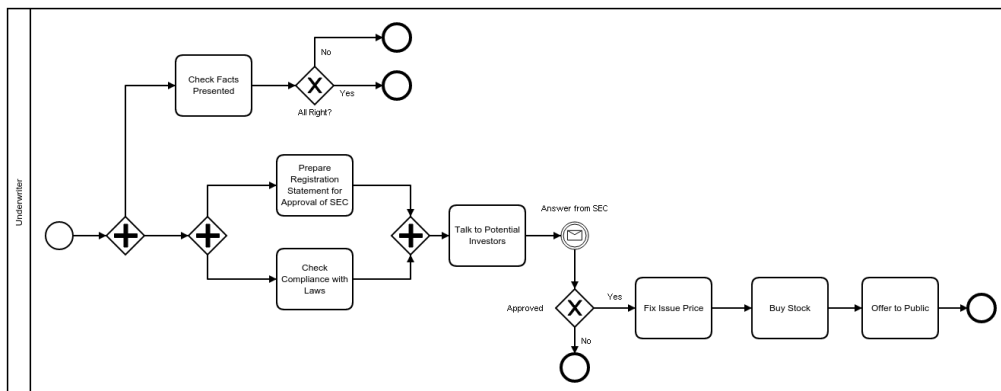 Underwriter
Check Facts
Presented
No
Yes
All Right?
Prepare
Registration
Statement for
Approval of SEC
Check
Compliance with
Laws
Talk to Potential
Investors
Answer from SEC
Approved
Yes
No
Fix Issue Price
Buy Stock
Offer to Public